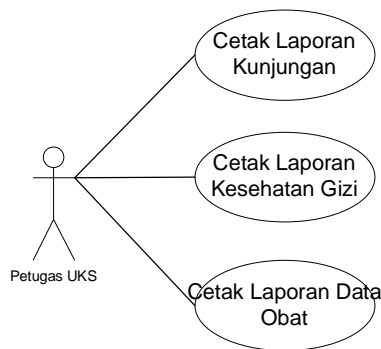 Cetak Laporan
Kunjungan
Cetak Laporan
Kesehatan Gizi
Petugas UKS
Cetak Laporan Data
Obat